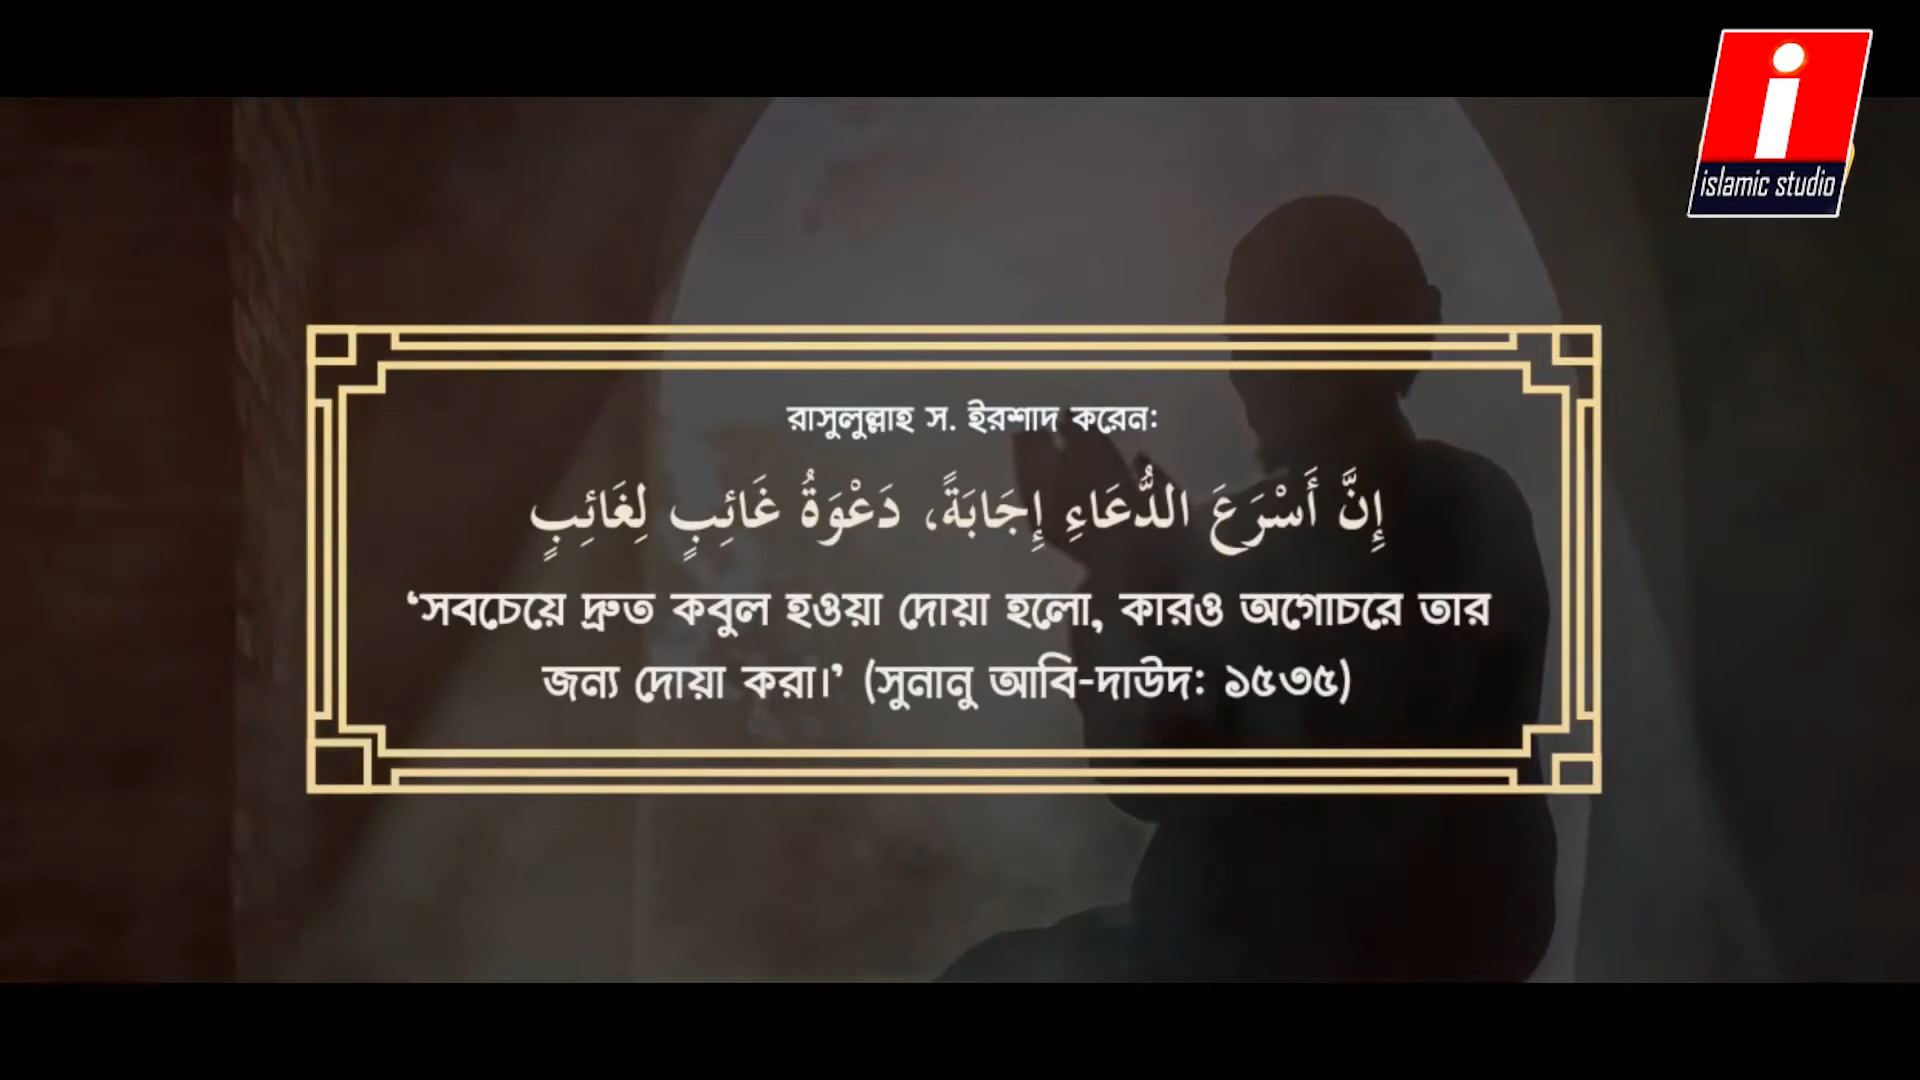 islamic studio
রাসুলুল্লাহ স. ইরশাদ করেন:
إِنَّ أَسْرَعَ الدُّعَاءِ إِجَابَةً، دَعْوَةُ غَائِبٍ لِغَائِبٍ
‘সবচেয়ে দ্রুত কবুল হওয়া দোয়া হলো, কারও অগোচরে তার
জন্য দোয়া করা।’ (সুনানু আবি-দাউদ: ১৫৩৫)